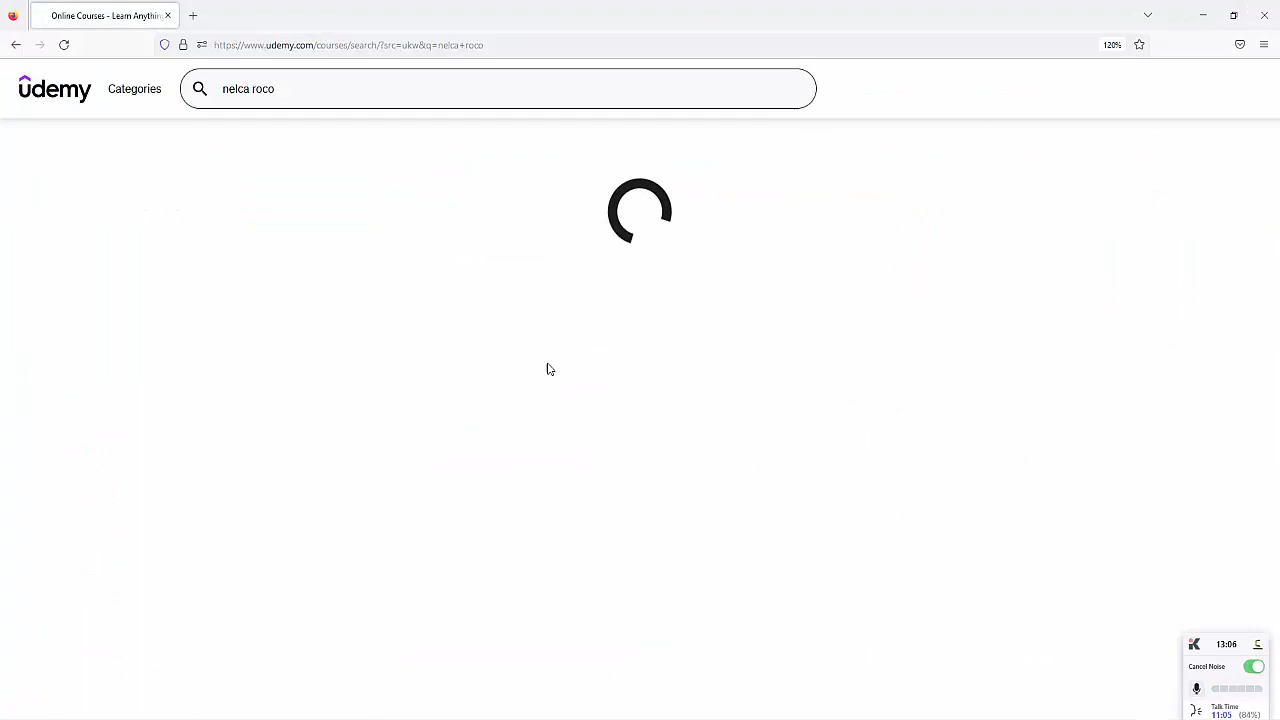 Online Courses - Learn Anythin
https://www.udemy.com/courses/search/?src=ukw&q=nelca+roco
120%
ûdemy
Categories
nelca roco
13:06
Cancel Noise
Talk Time
11:05 (84%)